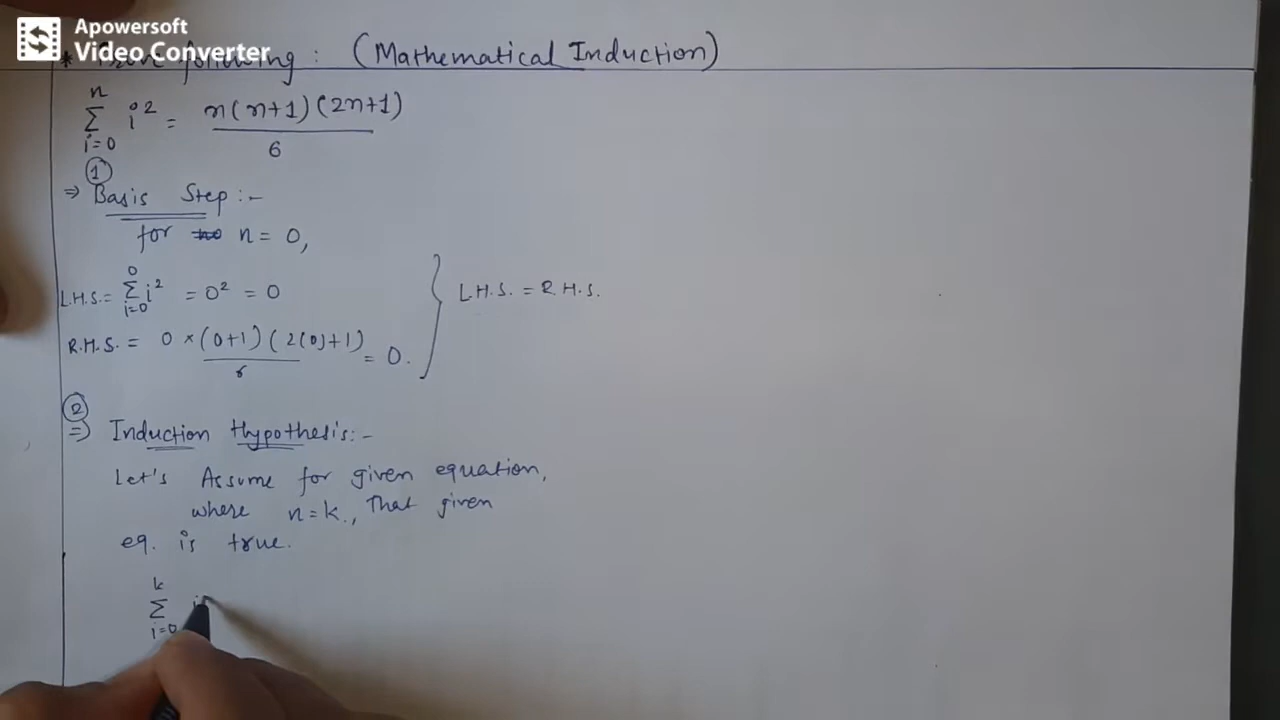 Apowersoft
Video Converter
* following : (Mathematical Induction)
n
∑ i² = n(n+1)(2n+1)
i=0 6
①
⇒ Basis Step :-
for n = 0,
L.H.S. = 0 ∑ i=0 i² = 0² = 0
L.H.S. = R.H.S.
R.H.S. = 0 × (0+1) (2(0)+1) / 6 = 0.
②
⇒ Induction Hypothesis:-
Let's Assume for given equation,
where n=k., That given
eq. is true.
k
∑ i
i=0